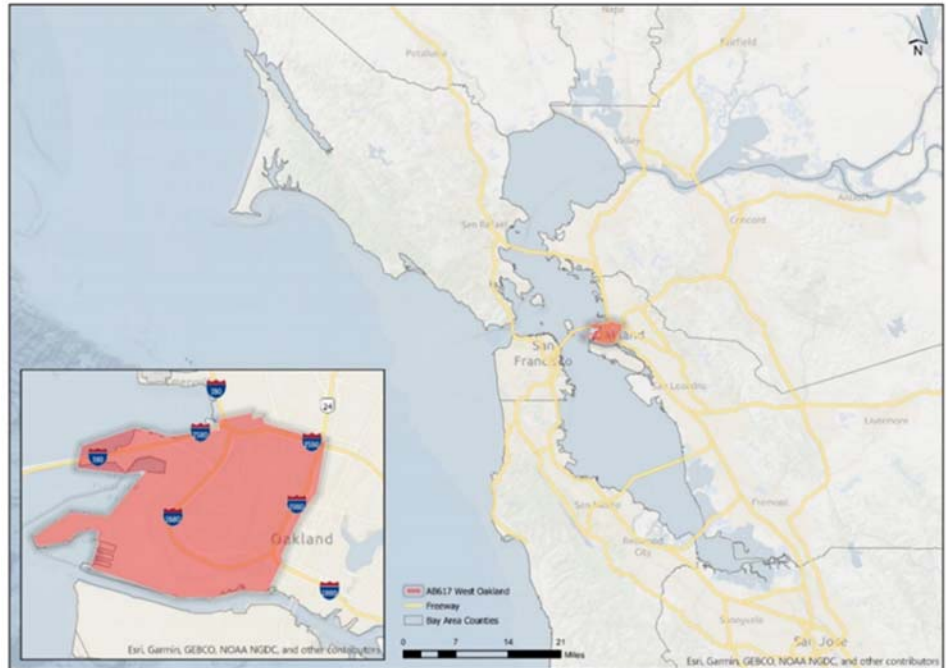 Napa
Petaluma
Fairfield
N
Vallejo
Antioch
San Rafael
Concord
Oakland
San
Francisco
San Leandro
Livermore
Fremont
San Mateo
Redwood
City
Sunnyvale
San Jose
80
24
580
80
Oakland
880
AB617 West Oakland
Freeway
Bay Area Counties
0 7 14 21
Miles
Esri, Garmin, GEBCO, NOAA NGDC, and other contributors
Esri, Garmin, GEBCO, NOAA NGDC, and other contributors